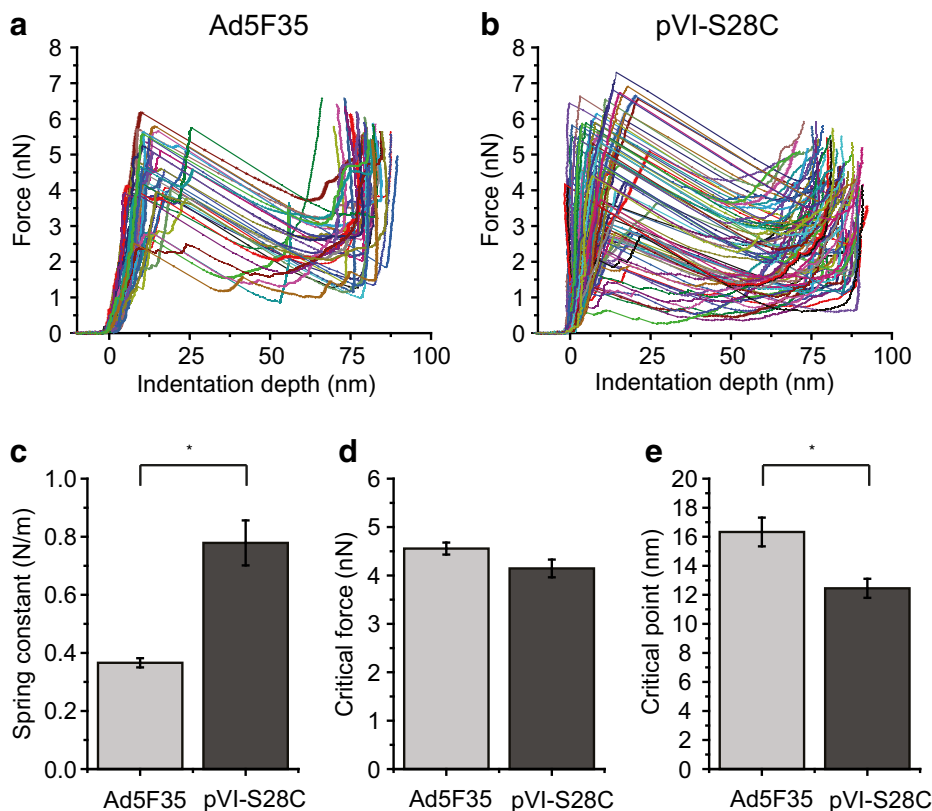 a
Ad5F35
8
7
6
5
4
3
2
1
0
Force (nN)
0 25 50 75 100
Indentation depth (nm)
b
pVI-S28C
8
7
6
5
4
3
2
1
0
Force (nN)
0 25 50 75 100
Indentation depth (nm)
c
*
1.0
0.8
0.6
0.4
0.2
0.0
Spring constant (N/m)
Ad5F35 pVI-S28C
d
6
5
4
3
2
1
0
Critical force (nN)
Ad5F35 pVI-S28C
e
*
20
18
16
14
12
10
8
6
4
2
0
Critical point (nm)
Ad5F35 pVI-S28C